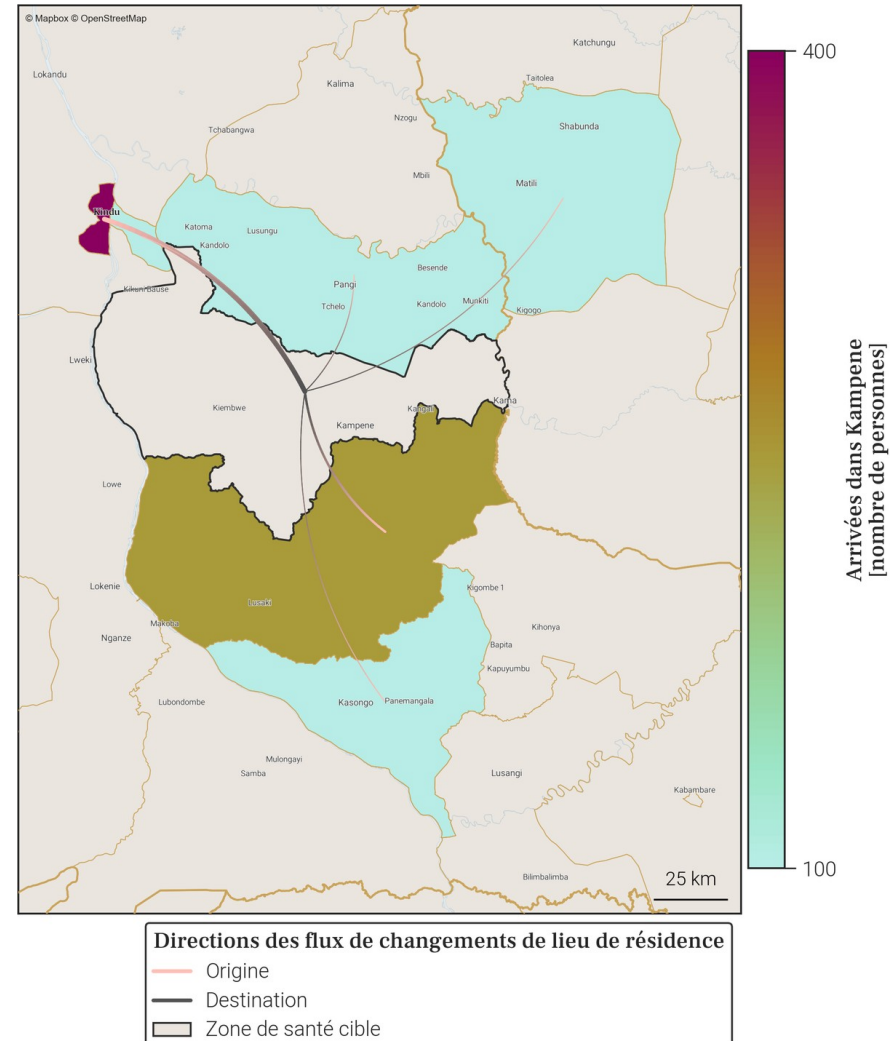 © Mapbox © OpenStreetMap
Katchungu
Lokandu
Taitolea
Kalima
Nzogu
Shabunda
Tchabangwa
Mbili
Matili
Kindu
Katoma
Lusungu
Kandolo
Besende
Pangi
Tchelo
Kandolo
Munkiti
Kigogo
Lweki
Kama
Kiembwe
Kampene
Lowe
Lokenie
Kigombe 1
Lusaki
Makoba
Nganze
Kihonya
Bapita
Kapuyumbu
Lubondombe
Kasongo
Panemangala
Mulongayi
Samba
Lusangi
Kabambare
Bilimbalimba
25 km
400
100
Arrivées dans Kampene
[nombre de personnes]
Directions des flux de changements de lieu de résidence
Origine
Destination
Zone de santé cible